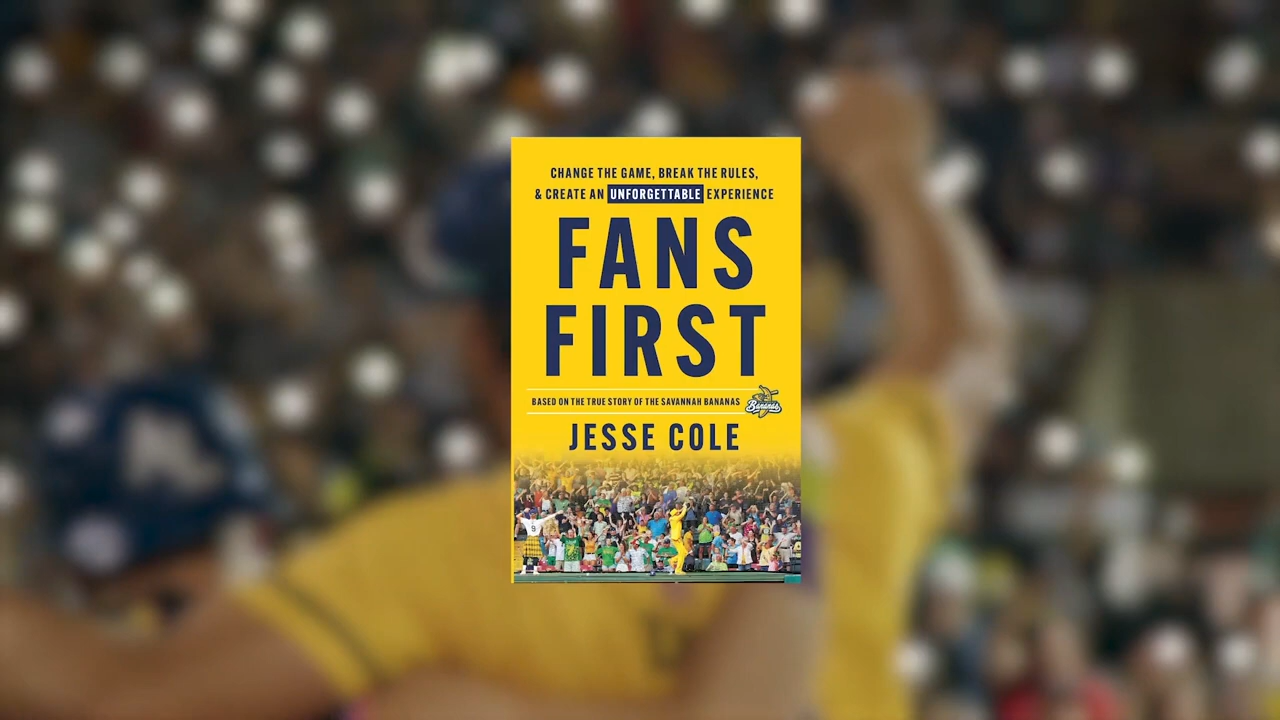 CHANGE THE GAME, BREAK THE RULES,
& CREATE AN UNFORGETTABLE EXPERIENCE
FANS
FIRST
BASED ON THE TRUE STORY OF THE SAVANNAH BANANAS
Bananas
JESSE COLE